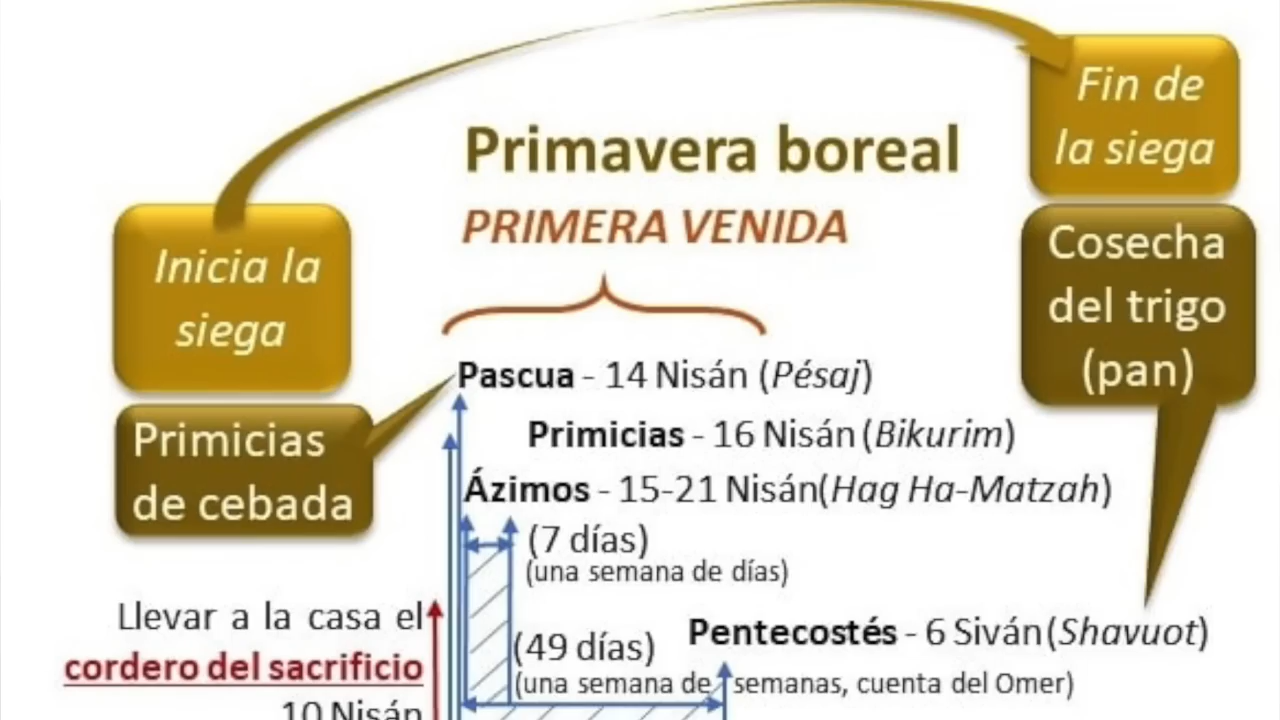 Fin de
la siega
Primavera boreal
PRIMERA VENIDA
Inicia la
siega
Cosecha
del trigo
(pan)
Pascua - 14 Nisán (Pésaj)
Primicias
de cebada
Primicias - 16 Nisán (Bikurim)
Ázimos - 15-21 Nisán(Hag Ha-Matzah)
(7 días)
(una semana de días)
Llevar a la casa el
cordero del sacrificio
10 Nisán
(49 días)
Pentecostés - 6 Siván(Shavuot)
(una semana de semanas, cuenta del Omer)